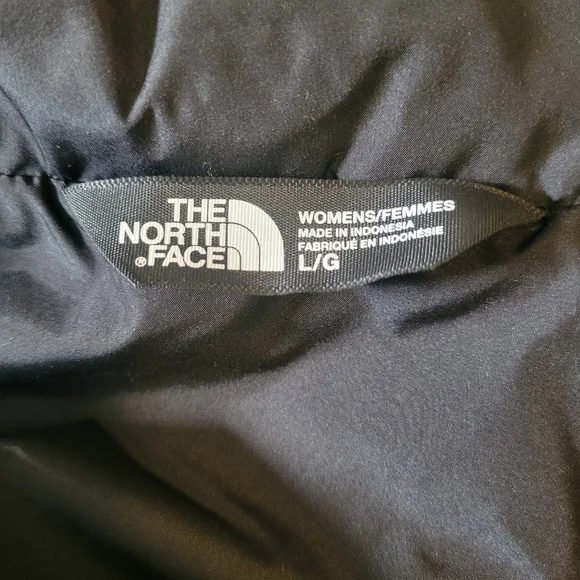 THE
NORTH
®FACE
WOMENS/FEMMES
MADE IN INDONESIA
FABRIQUÉ EN INDONÉSIE
L/G